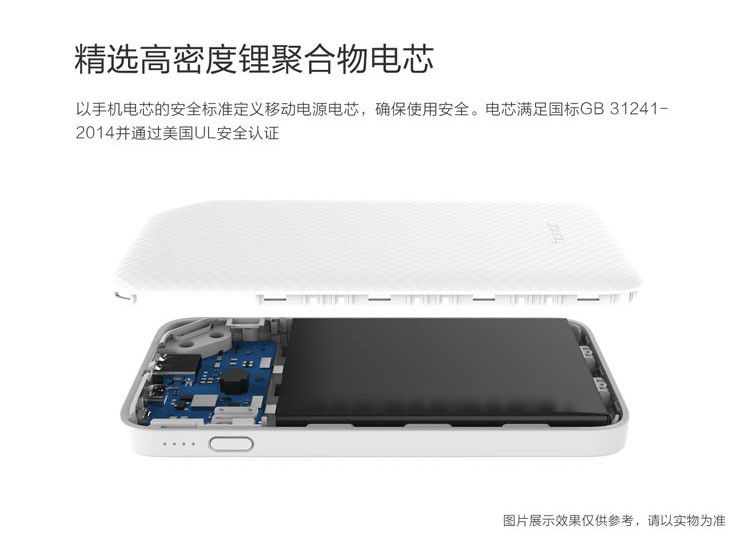 精选高密度锂聚合物电芯
以手机电芯的安全标准定义移动电源电芯，确保使用安全。电芯满足国标GB 31241-
2014并通过美国UL安全认证
图片展示效果仅供参考，请以实物为准